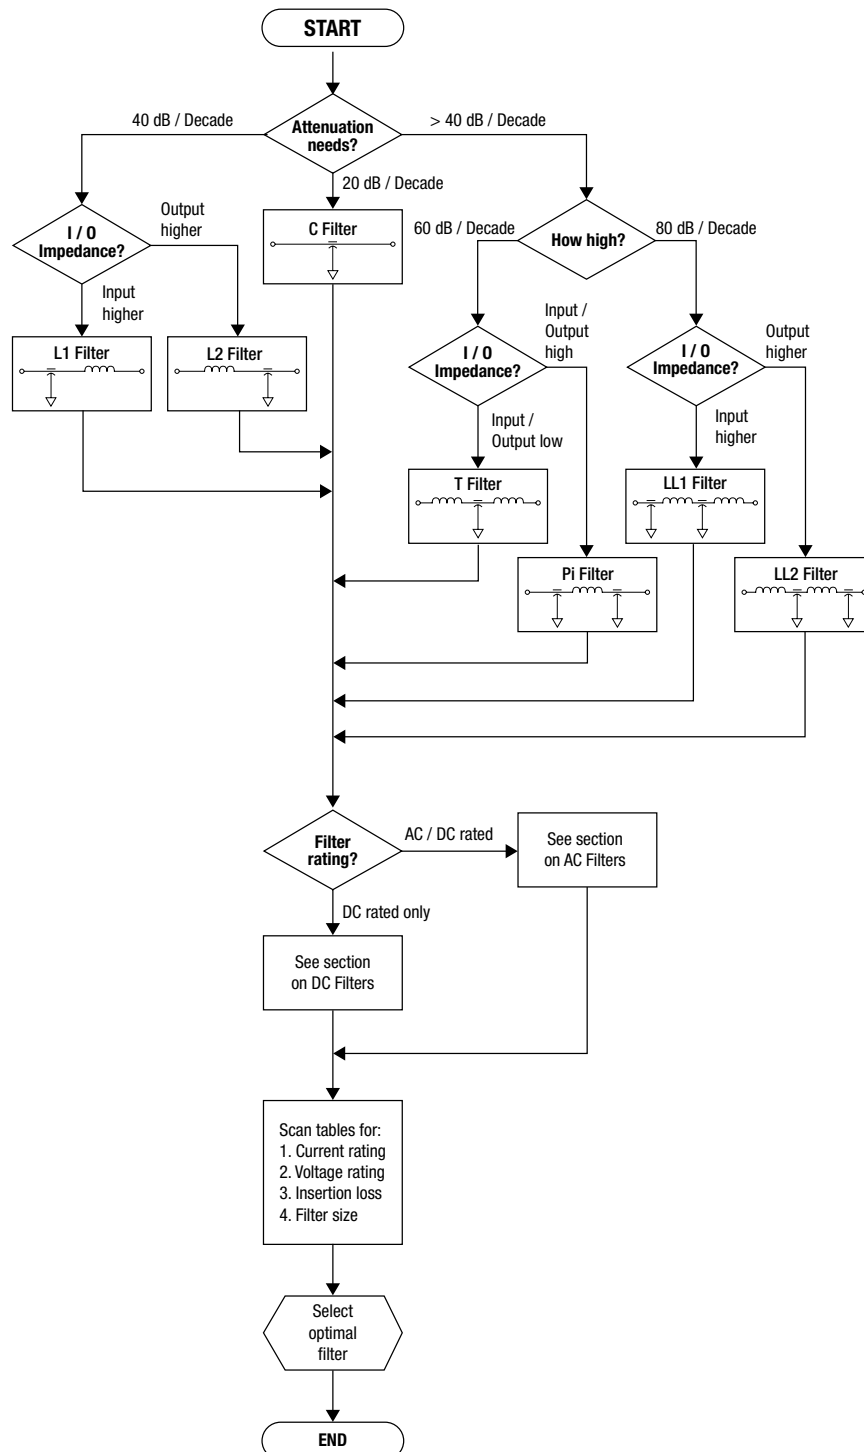 START
40 dB / Decade
Attenuation
needs?
> 40 dB / Decade
20 dB / Decade
I / O
Impedance?
Output
higher
Input
higher
C Filter
60 dB / Decade
How high?
80 dB / Decade
L1 Filter
L2 Filter
I / O
Impedance?
Input /
Output
high
Input /
Output low
I / O
Impedance?
Output
higher
Input
higher
T Filter
LL1 Filter
Pi Filter
LL2 Filter
Filter
rating?
AC / DC rated
See section
on AC Filters
DC rated only
See section
on DC Filters
Scan tables for:
1. Current rating
2. Voltage rating
3. Insertion loss
4. Filter size
Select
optimal
filter
END